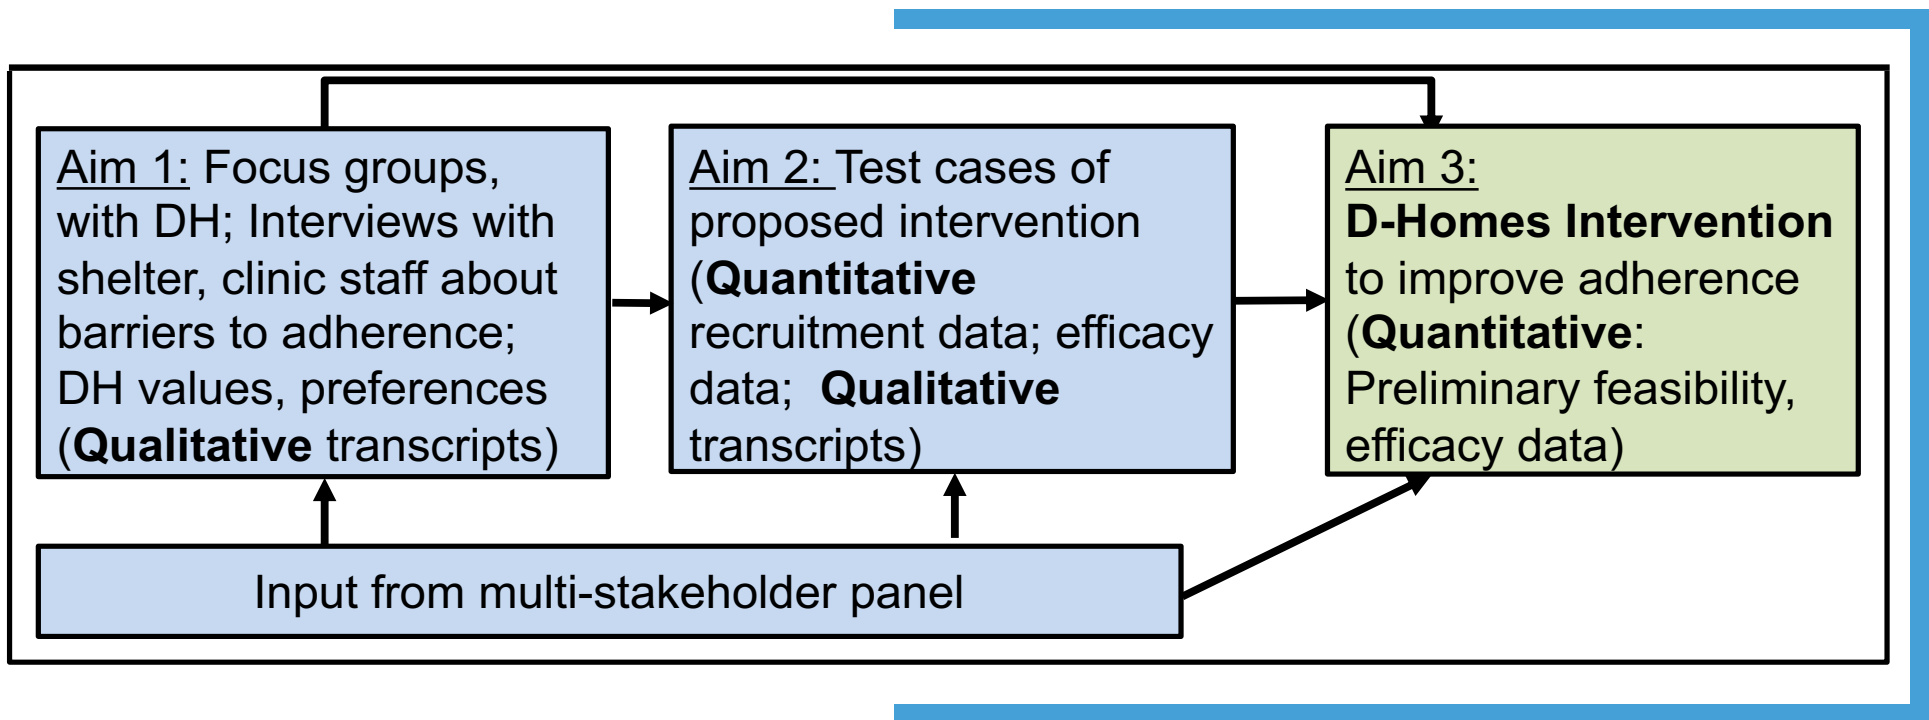 Aim 1: Focus groups,
with DH; Interviews with
shelter, clinic staff about
barriers to adherence;
DH values, preferences
(Qualitative transcripts)
Aim 2: Test cases of
proposed intervention
(Quantitative
recruitment data; efficacy
data;  Qualitative
transcripts)
Aim 3:
D-Homes Intervention
to improve adherence
(Quantitative:
Preliminary feasibility,
efficacy data)
Input from multi-stakeholder panel